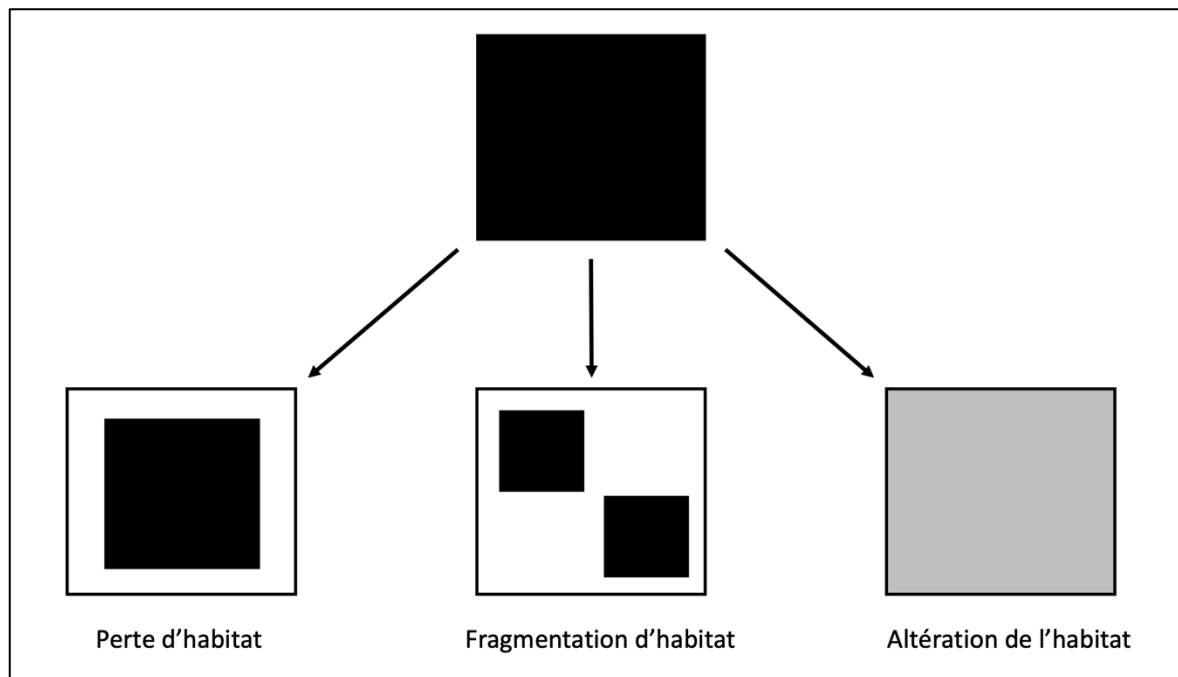 Perte d’habitat
Fragmentation d’habitat
Altération de l’habitat